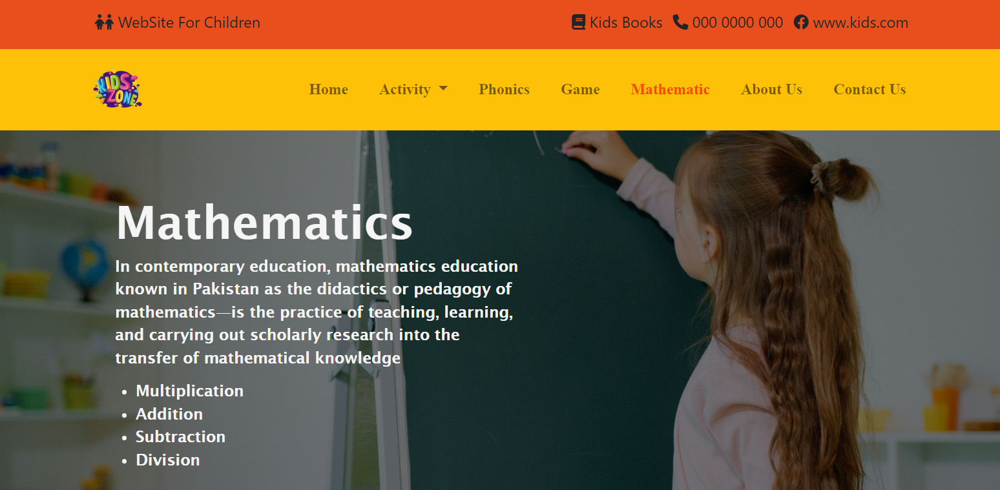 WebSite For Children
Kids Books 000 0000 000 www.kids.com
KIDS
ZONE
Home Activity Phonics Game Mathematic About Us Contact Us
Mathematics
In contemporary education, mathematics education
known in Pakistan as the didactics or pedagogy of
mathematics—is the practice of teaching, learning,
and carrying out scholarly research into the
transfer of mathematical knowledge
• Multiplication
• Addition
• Subtraction
• Division